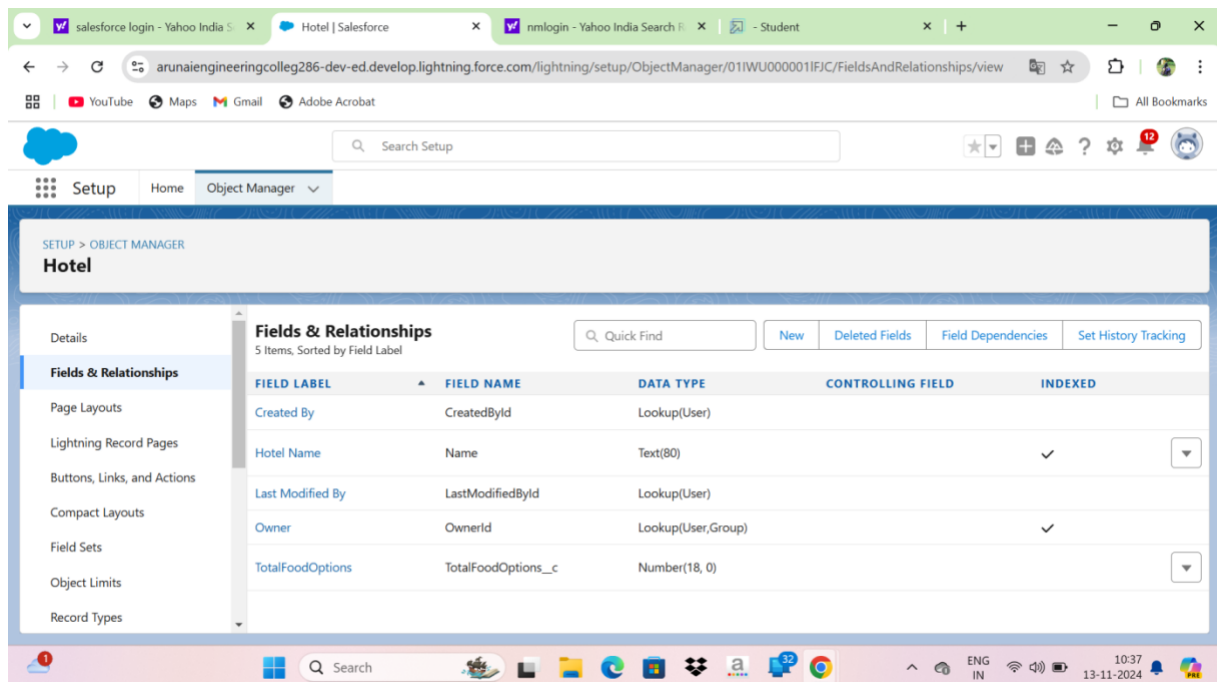 salesforce login - Yahoo India S
Hotel | Salesforce
nmlogin - Yahoo India Search R
- Student
arunaiengineeringcolleg286-dev-ed.develop.lightning.force.com/lightning/setup/ObjectManager/01IWU000001lFJC/FieldsAndRelationships/view
YouTube Maps Gmail Adobe Acrobat All Bookmarks
Search Setup
12
Setup Home Object Manager
SETUP > OBJECT MANAGER
Hotel
Details
Fields & Relationships
Page Layouts
Lightning Record Pages
Buttons, Links, and Actions
Compact Layouts
Field Sets
Object Limits
Record Types
Fields & Relationships
5 Items, Sorted by Field Label
Quick Find New Deleted Fields Field Dependencies Set History Tracking
FIELD LABEL FIELD NAME DATA TYPE CONTROLLING FIELD INDEXED
Created By CreatedById Lookup(User)
Hotel Name Name Text(80)
Last Modified By LastModifiedById Lookup(User)
Owner OwnerId Lookup(User,Group)
TotalFoodOptions TotalFoodOptions__c Number(18, 0)
1
Search
a
32
ENG
IN
10:37
13-11-2024
PRE